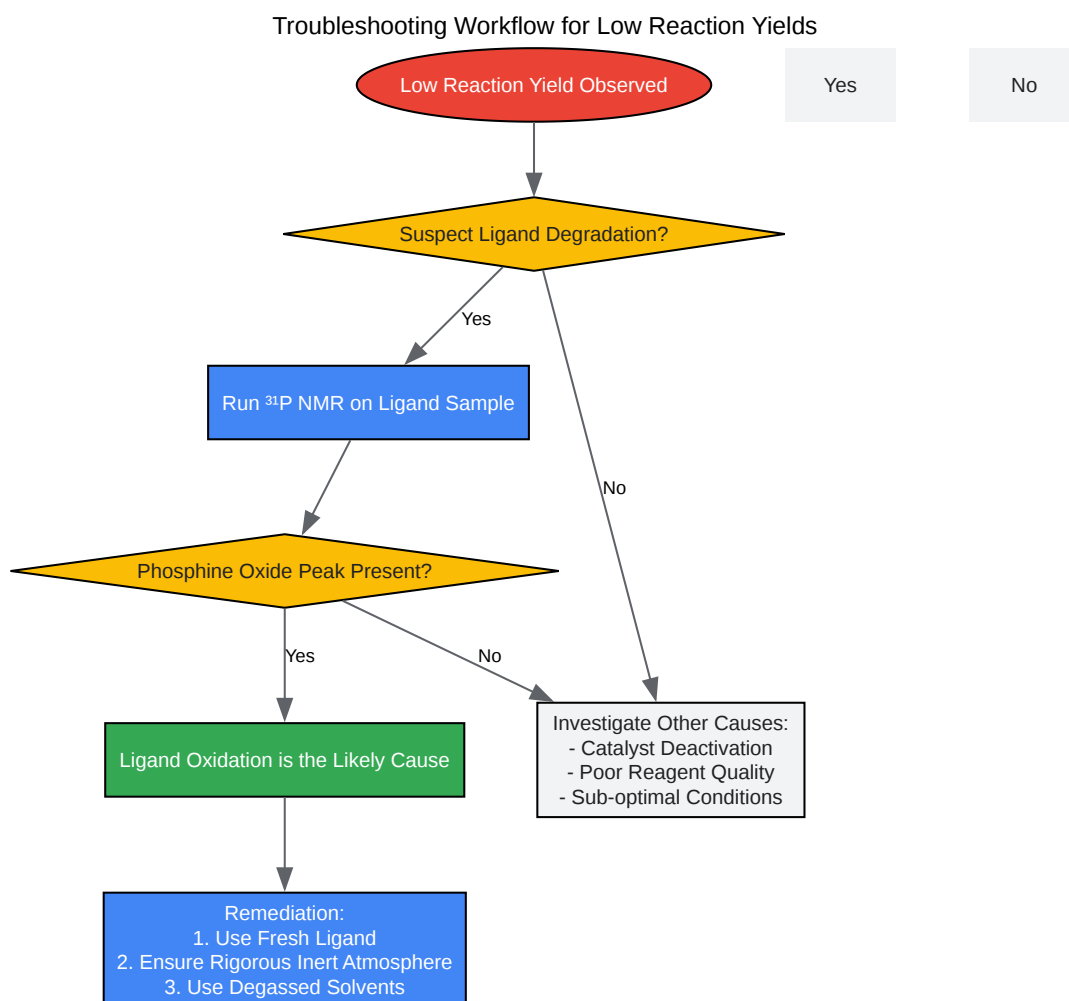 Troubleshooting Workflow for Low Reaction Yields
Low Reaction Yield Observed
Yes
No
Suspect Ligand Degradation?
Yes
Run ³¹P NMR on Ligand Sample
No
Phosphine Oxide Peak Present?
Yes
No
Ligand Oxidation is the Likely Cause
Investigate Other Causes:
- Catalyst Deactivation
- Poor Reagent Quality
- Sub-optimal Conditions
Remediation:
1. Use Fresh Ligand
2. Ensure Rigorous Inert Atmosphere
3. Use Degassed Solvents